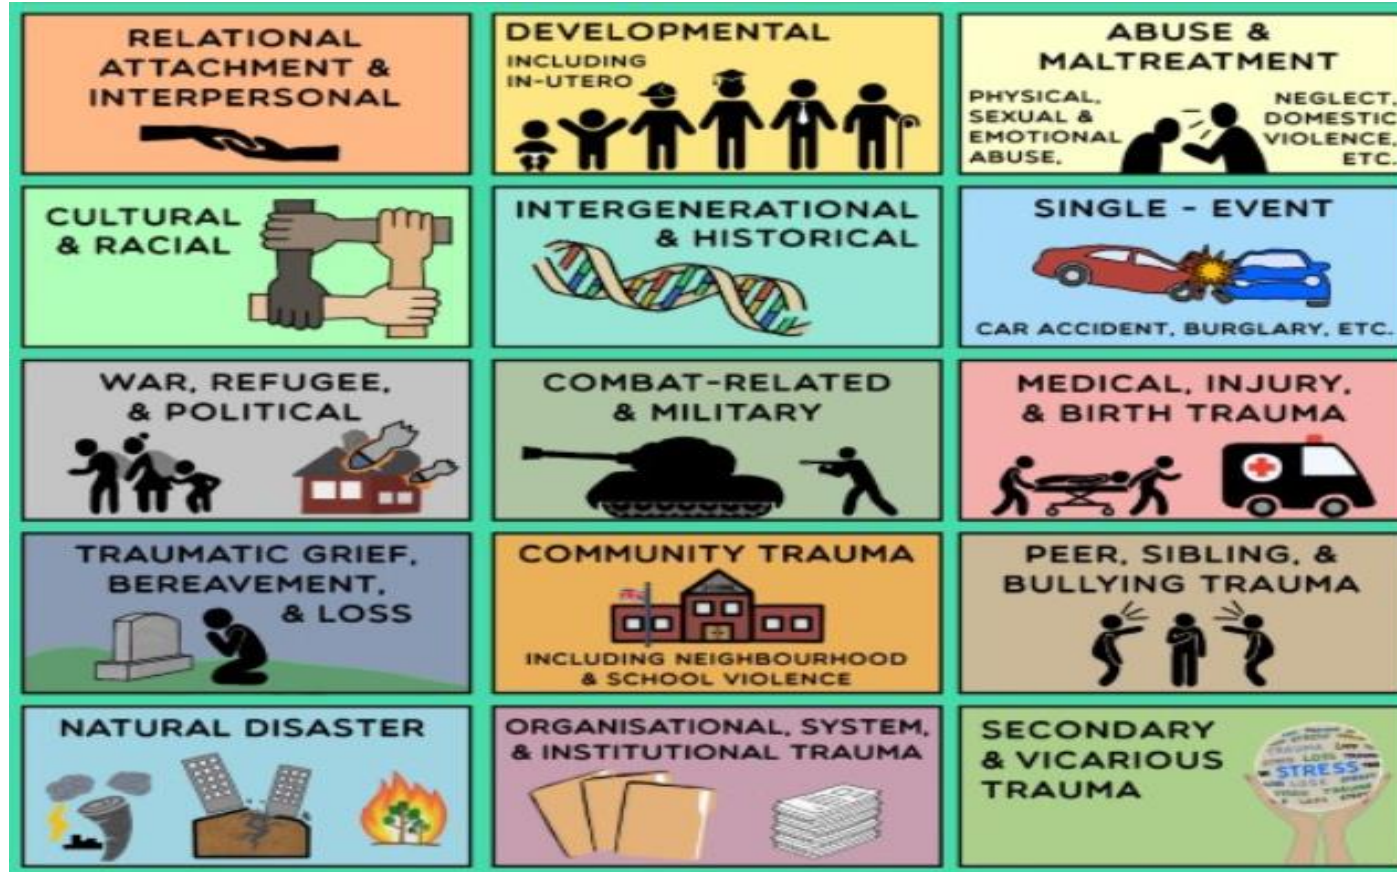 RELATIONAL
ATTACHMENT &
INTERPERSONAL
DEVELOPMENTAL
INCLUDING
IN-UTERO
ABUSE &
MALTREATMENT
PHYSICAL,
SEXUAL &
EMOTIONAL
ABUSE,
NEGLECT,
DOMESTIC
VIOLENCE,
ETC.
CULTURAL
& RACIAL
INTERGENERATIONAL
& HISTORICAL
SINGLE - EVENT
CAR ACCIDENT, BURGLARY, ETC.
WAR, REFUGEE,
& POLITICAL
COMBAT-RELATED
& MILITARY
MEDICAL, INJURY,
& BIRTH TRAUMA
TRAUMATIC GRIEF,
BEREAVEMENT,
& LOSS
COMMUNITY TRAUMA
INCLUDING NEIGHBOURHOOD
& SCHOOL VIOLENCE
PEER, SIBLING, &
BULLYING TRAUMA
NATURAL DISASTER
ORGANISATIONAL, SYSTEM,
& INSTITUTIONAL TRAUMA
SECONDARY
& VICARIOUS
TRAUMA
TRAUMA
LOSS
STRESS